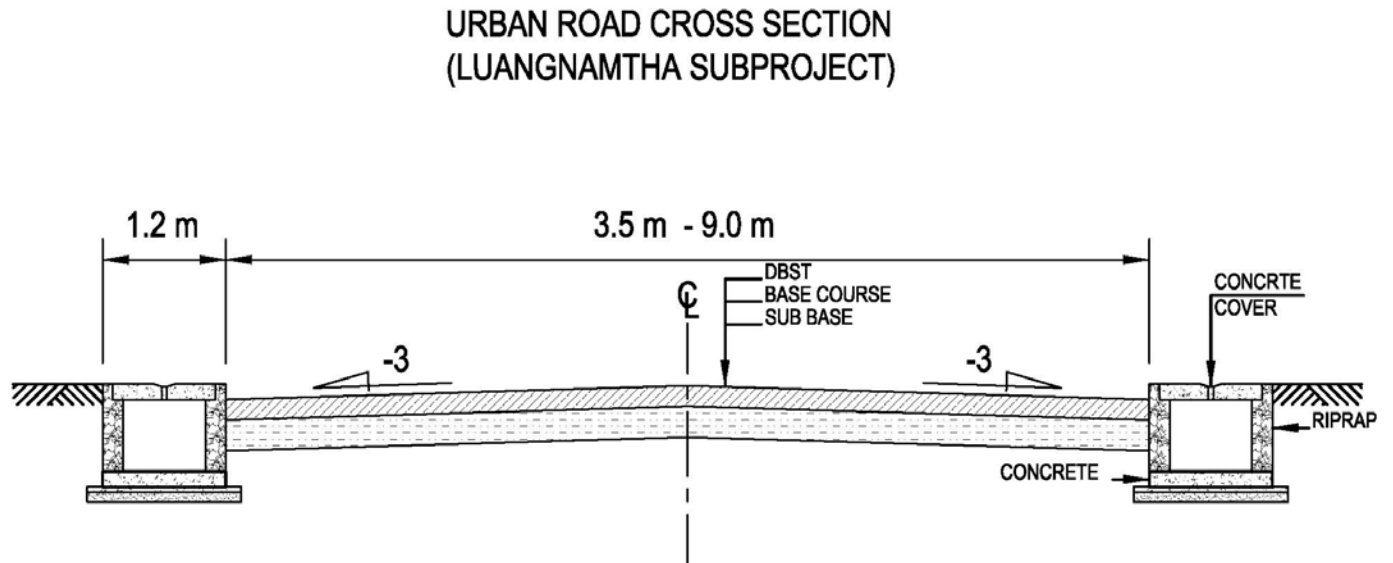 URBAN ROAD CROSS SECTION
(LUANGNAMTHA SUBPROJECT)
1.2 m
3.5 m - 9.0 m
DBST
BASE COURSE
SUB BASE
CONCRTE
COVER
℄
-3
-3
RIPRAP
CONCRETE